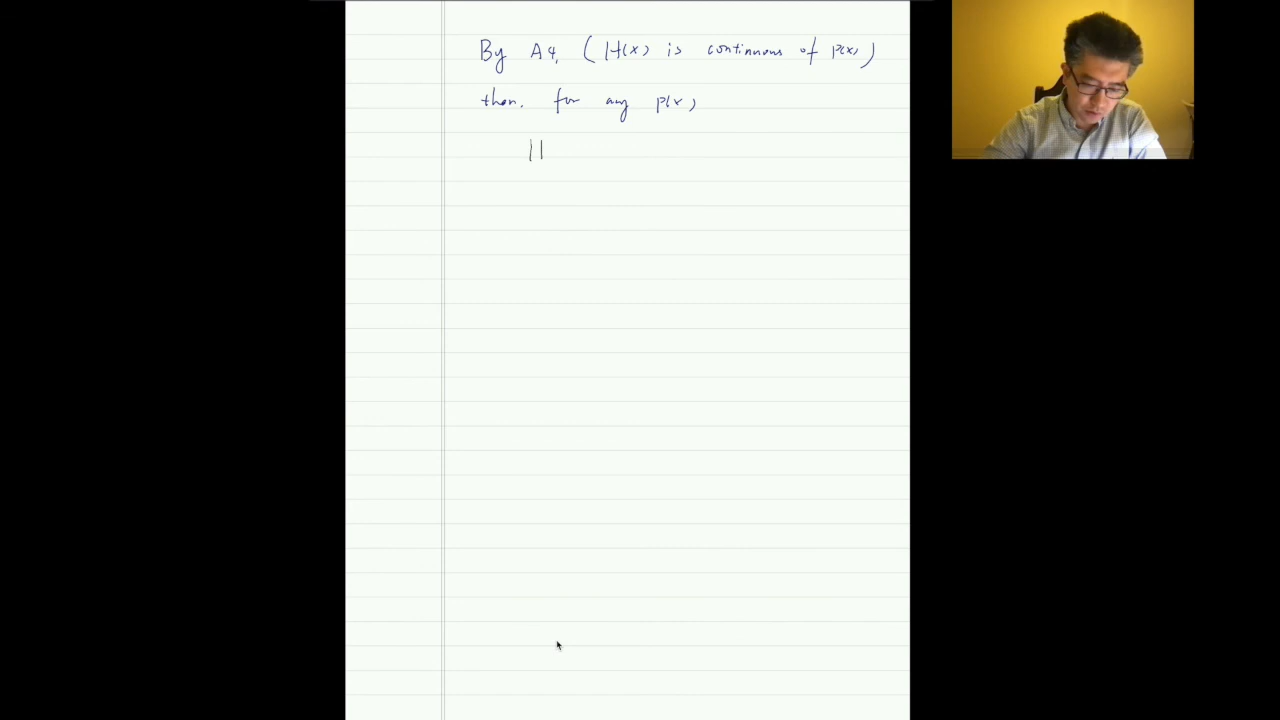 By A4, (H(x) is continuous of p(x))
then, for any p(x)
H